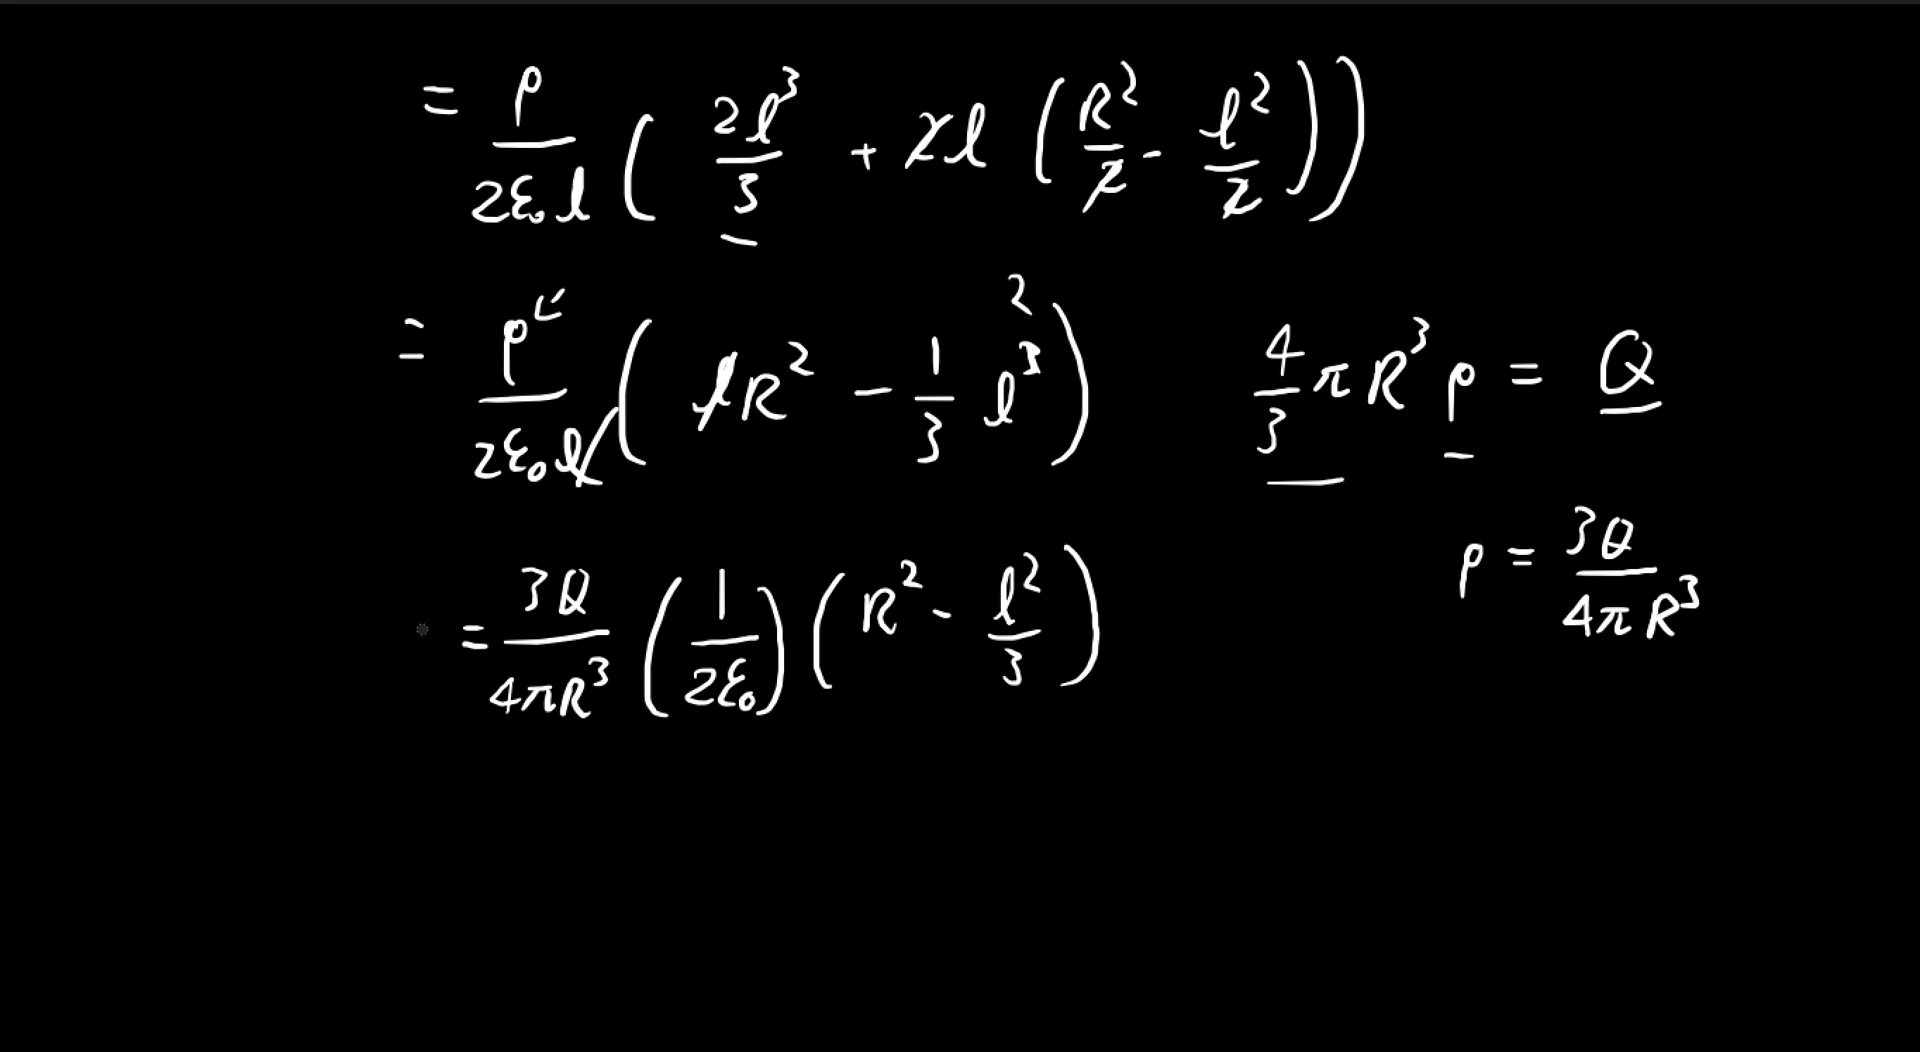 = ρ/(2ε₀l) ( 2l³/3 + 2l ( R²/2 - l²/2 ))
= ρ/(2ε₀l) ( lR² - 1/3 l³ ² )
4/3 πR³ρ = Q
ρ = 3Q/(4πR³)
= 3Q/(4πR³) ( 1/(2ε₀) ) ( R² - l²/3 )